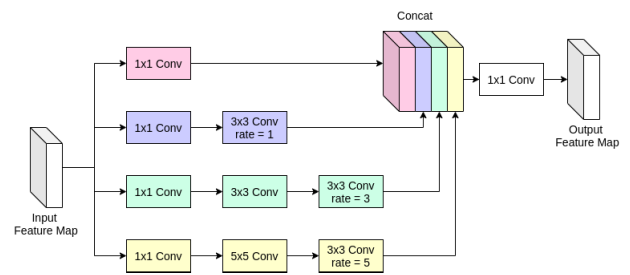 Concat
1x1 Conv
1x1 Conv
1x1 Conv
3x3 Conv
rate = 1
Output
Feature Map
1x1 Conv
3x3 Conv
3x3 Conv
rate = 3
Input
Feature Map
1x1 Conv
5x5 Conv
3x3 Conv
rate = 5